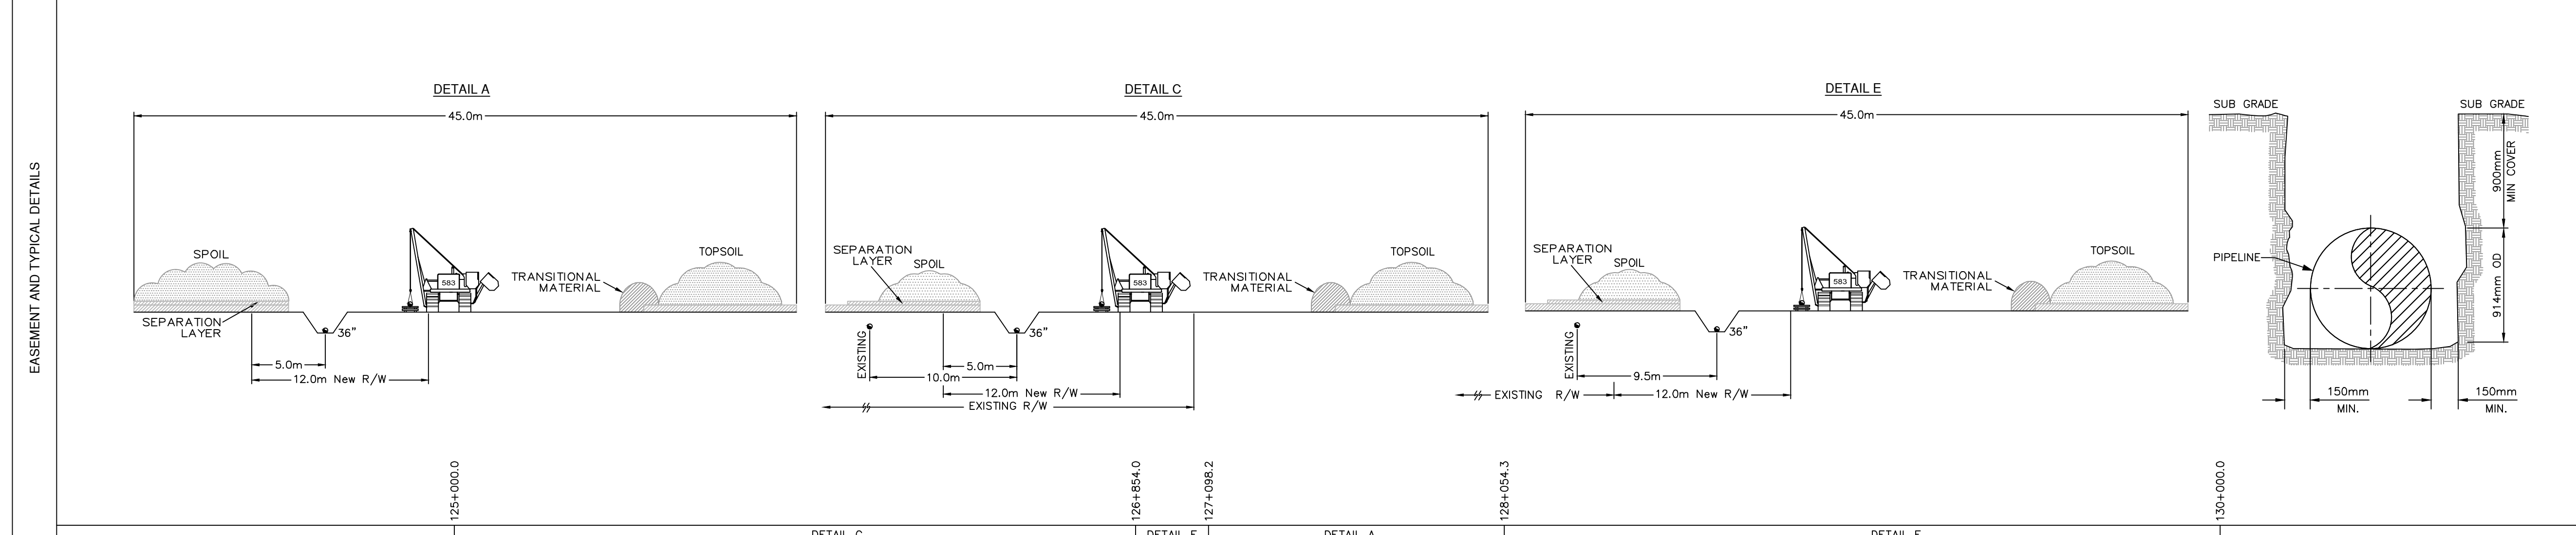 EASEMENT AND TYPICAL DETAILS
DETAIL A
45.0m
SPOIL
SEPARATION
LAYER
583
TRANSITIONAL
MATERIAL
TOPSOIL
36"
5.0m
12.0m New R/W
DETAIL C
45.0m
SEPARATION
LAYER
SPOIL
583
TRANSITIONAL
MATERIAL
TOPSOIL
EXISTING
36"
5.0m
10.0m
12.0m New R/W
EXISTING R/W
DETAIL E
45.0m
SEPARATION
LAYER
SPOIL
583
TRANSITIONAL
MATERIAL
TOPSOIL
EXISTING
36"
9.5m
EXISTING R/W
12.0m New R/W
SUB GRADE
SUB GRADE
900mm
MIN COVER
PIPELINE
914mm OD
150mm
MIN.
150mm
MIN.
125+000.0
126+854.0
127+098.2
128+054.3
130+000.0
DETAIL
DETAIL
DETAIL A
DETAIL